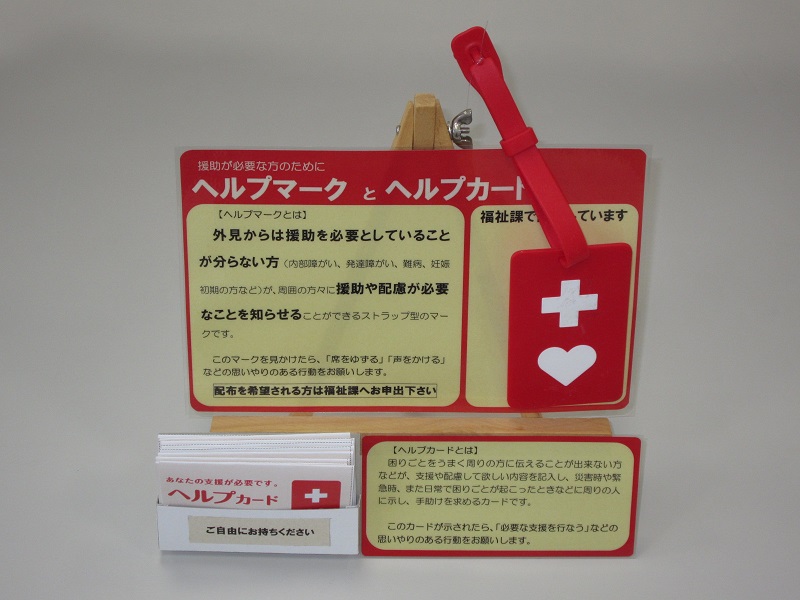 援助が必要な方のために
ヘルプマーク と ヘルプカード
【ヘルプマークとは】
外見からは援助を必要としていること
が分らない方（内部障がい、発達障がい、難病、妊娠
初期の方など）が、周囲の方々に援助や配慮が必要
なことを知らせることができるストラップ型のマー
クです。
このマークを見かけたら、「席をゆずる」「声をかける」
などの思いやりのある行動をお願いします。
配布を希望される方は福祉課へお申出下さい
福祉課で
しています
あなたの支援が必要です。
ヘルプカード
ご自由にお持ちください
【ヘルプカードとは】
困りごとをうまく周りの方に伝えることが出来ない方
などが、支援や配慮して欲しい内容を記入し、災害時や緊
急時、また日常で困りごとが起こったときなどに周りの人
に示し、手助けを求めるカードです。
このカードが示されたら、「必要な支援を行なう」などの
思いやりのある行動をお願いします。